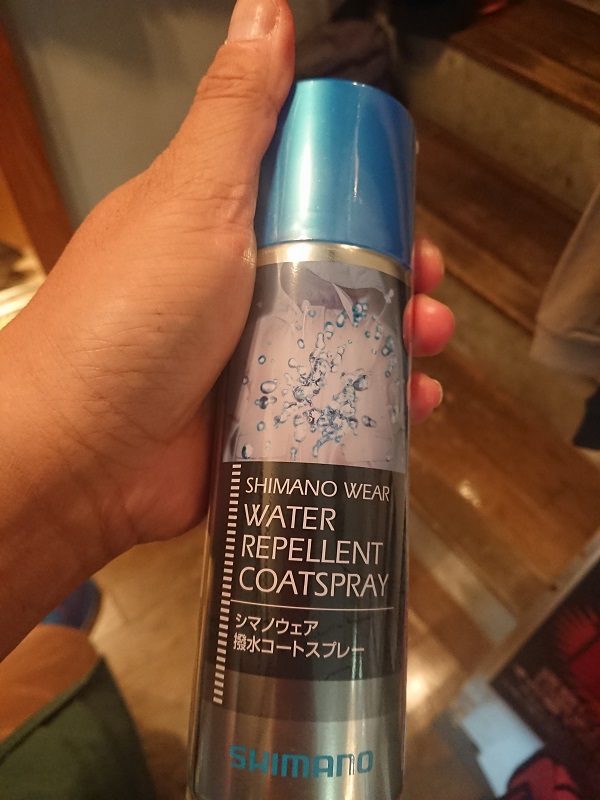 SHIMANO WEAR
WATER
REPELLENT
COATSPRAY
シマノウェア
撥水コートスプレー
SHIMANO